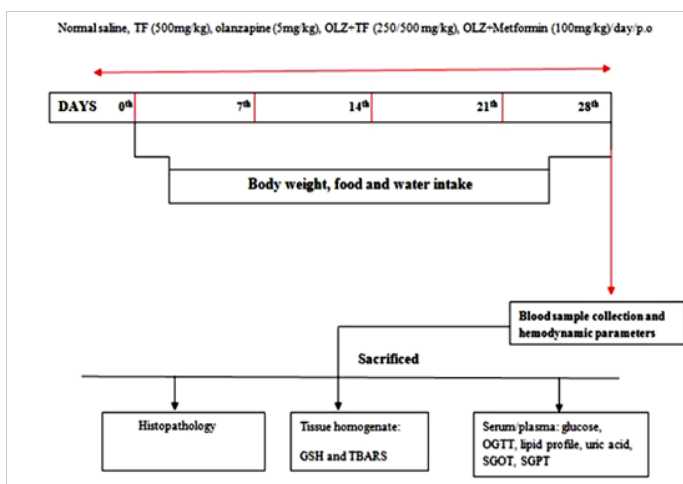 Normal saline, TF (500mg/kg), olanzapine (5mg/kg), OLZ+TF (250/500 mg/kg), OLZ+Metformin (100mg/kg)/day/p.o
DAYS 0th 7th 14th 21th 28th
Body weight, food and water intake
Blood sample collection and
hemodynamic parameters
Sacrificed
Histopathology
Tissue homogenate:
GSH and TBARS
Serum/plasma: glucose,
OGTT, lipid profile, uric acid,
SGOT, SGPT